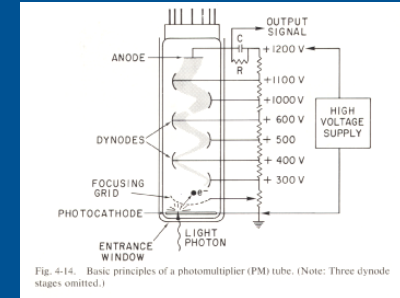 OUTPUT
SIGNAL
C
R
ANODE
+ 1200 V
+ 1100 V
+ 1000 V
+ 600 V
+ 500
+ 400 V
+ 300 V
HIGH
VOLTAGE
SUPPLY
DYNODES
FOCUSING
GRID
e-
PHOTOCATHODE
ENTRANCE
WINDOW
LIGHT
PHOTON
Fig. 4-14. Basic principles of a photomultiplier (PM) tube. (Note: Three dynode
stages omitted.)